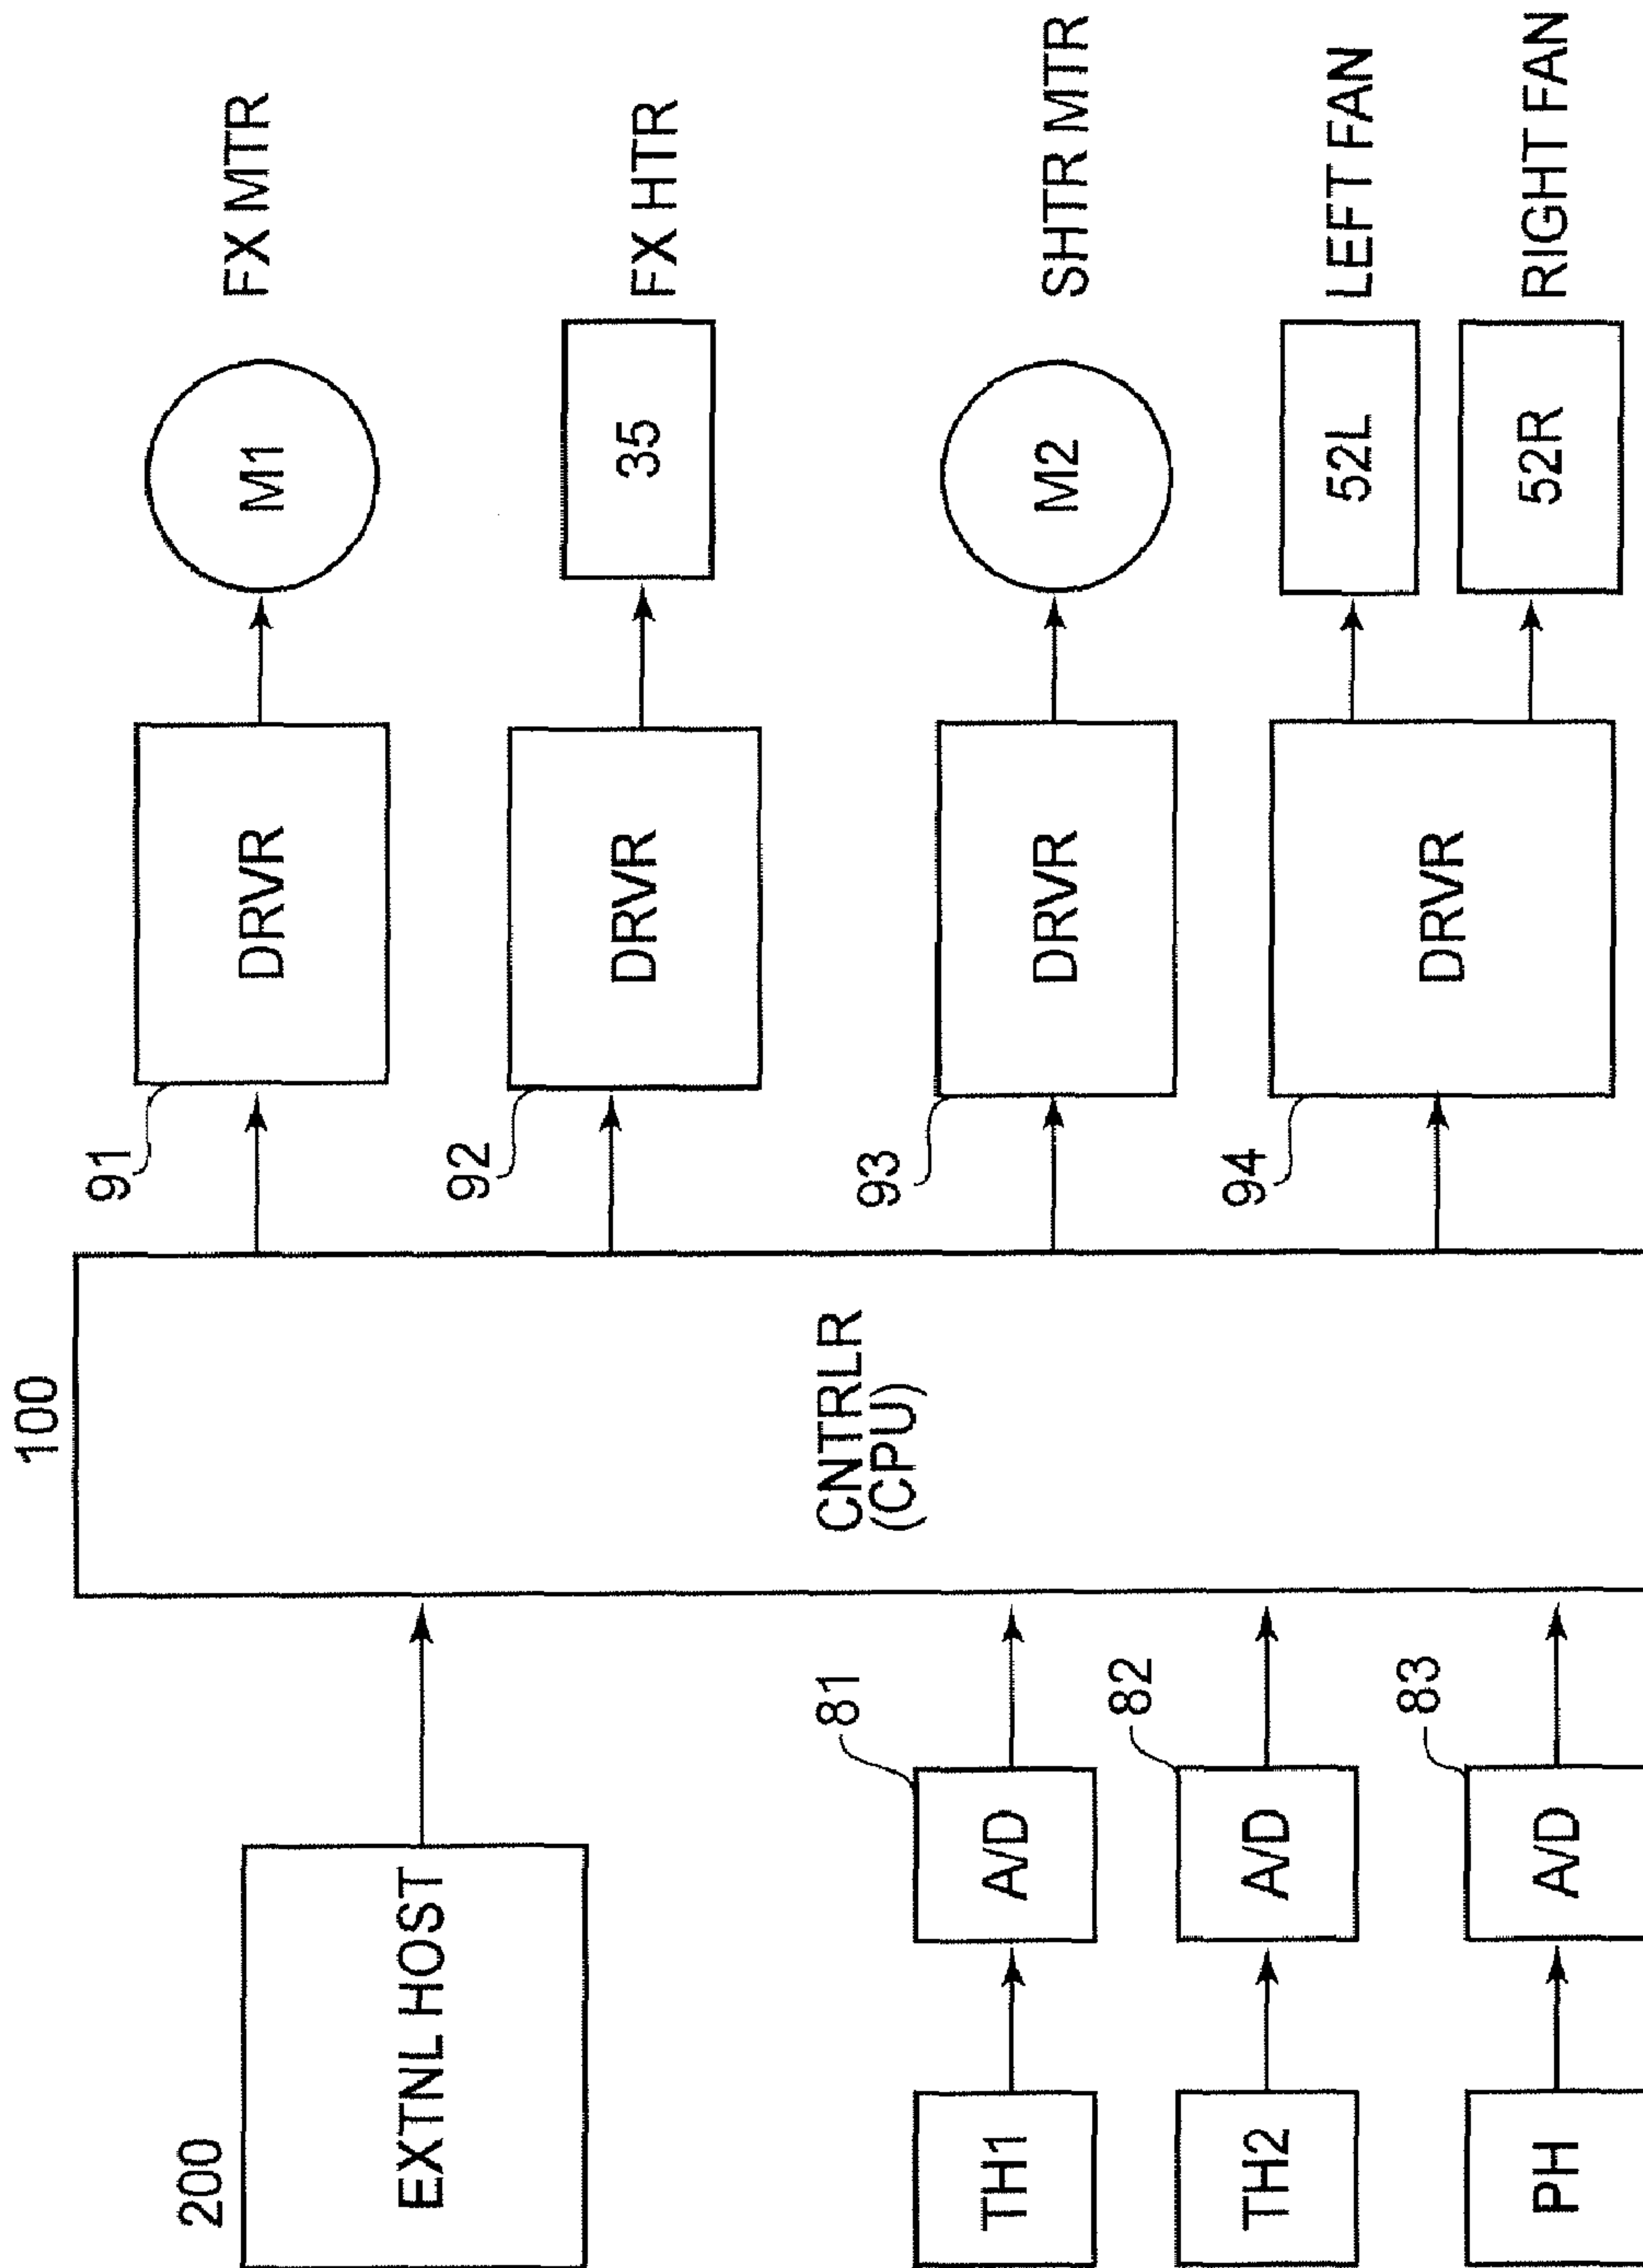 100
200
EXTNL HOST
TH1
A/D
81
TH2
A/D
82
PH
A/D
83
CNTRLR
(CPU)
91
DRVR
M1
FX MTR
92
DRVR
35
FX HTR
93
DRVR
M2
SHTR MTR
94
DRVR
52L
LEFT FAN
52R
RIGHT FAN